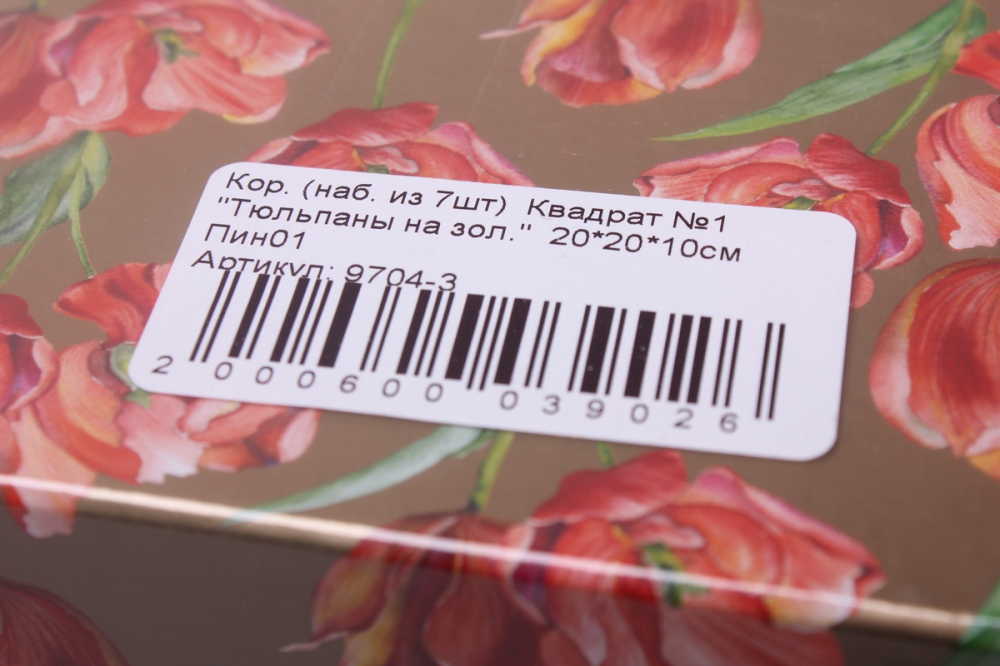 Кор. (наб. из 7шт)  Квадрат №1
"Тюльпаны на зол."  20*20*10см
Пин01
Артикул: 9704-3
2 000600 039026